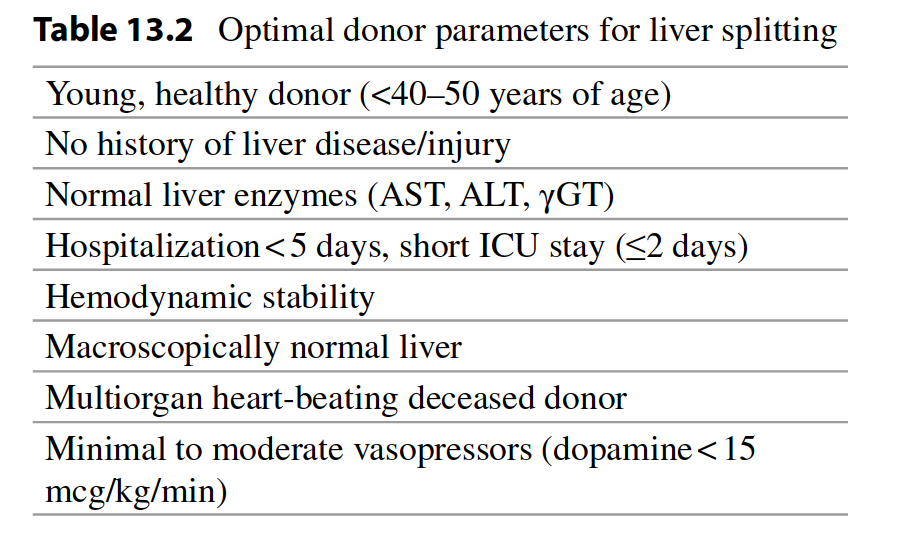 Table 13.2 Optimal donor parameters for liver splitting
Young, healthy donor (<40–50 years of age)
No history of liver disease/injury
Normal liver enzymes (AST, ALT, γGT)
Hospitalization < 5 days, short ICU stay (≤2 days)
Hemodynamic stability
Macroscopically normal liver
Multiorgan heart-beating deceased donor
Minimal to moderate vasopressors (dopamine < 15
mcg/kg/min)